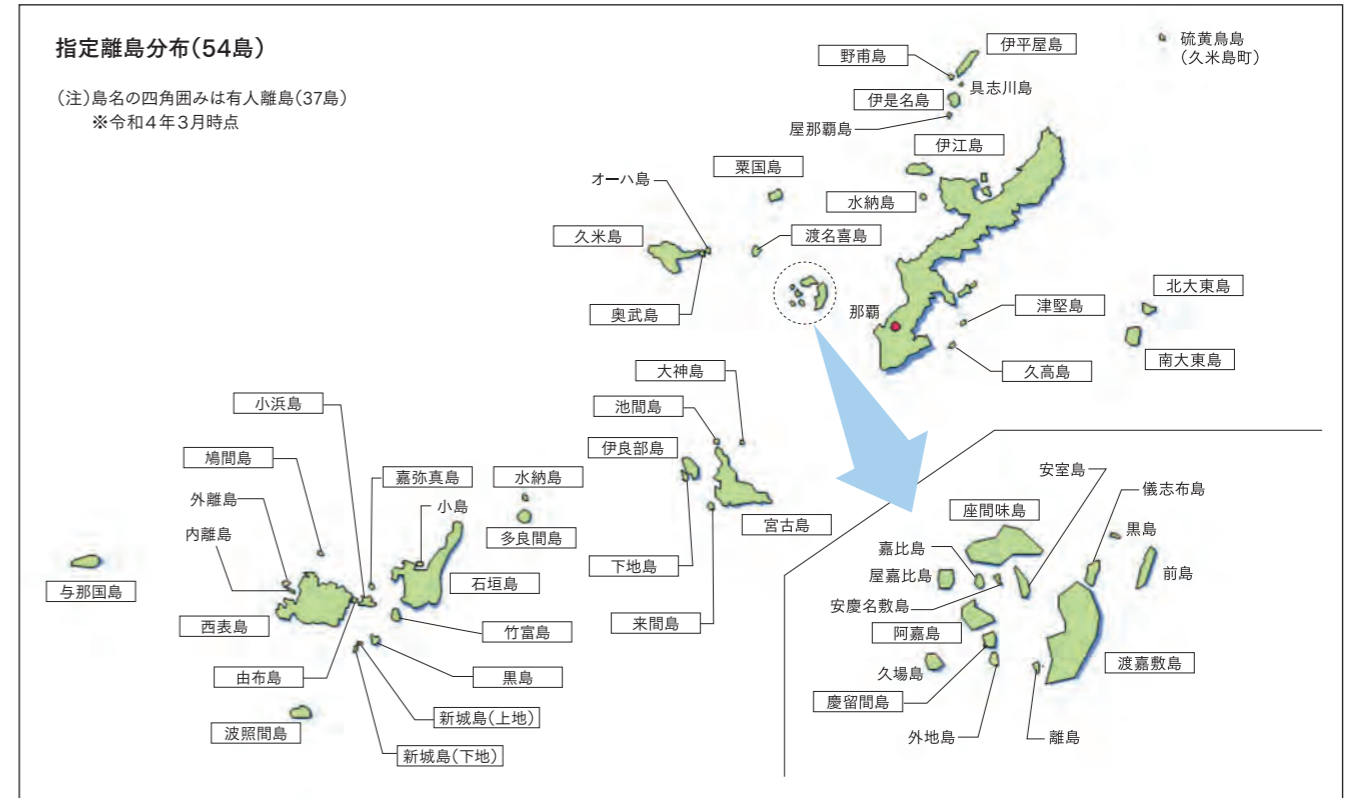 指定離島分布(54島)
(注)島名の四角囲みは有人離島(37島)
※令和4年3月時点
硫黄鳥島
(久米島町)
伊平屋島
野甫島
具志川島
伊是名島
屋那覇島
伊江島
粟国島
オーハ島
水納島
久米島
渡名喜島
奥武島
那覇
津堅島
久高島
北大東島
南大東島
大神島
池間島
伊良部島
宮古島
下地島
来間島
小浜島
鳩間島
嘉弥真島
水納島
外離島
小島
多良間島
内離島
与那国島
石垣島
西表島
竹富島
由布島
黒島
新城島(上地)
波照間島
新城島(下地)
安室島
儀志布島
座間味島
黒島
嘉比島
屋嘉比島
前島
安慶名敷島
阿嘉島
久場島
渡嘉敷島
慶留間島
外地島
離島